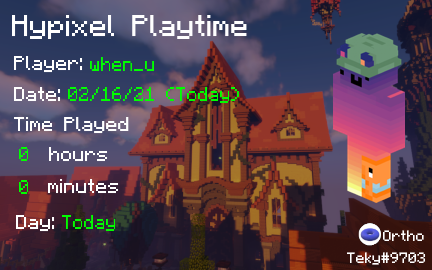 Hypixel Playtime
Player: when_u
Date: 02/16/21 (Today)
Time Played
0 hours
0 minutes
Day: Today
Ortho
Teky#9703